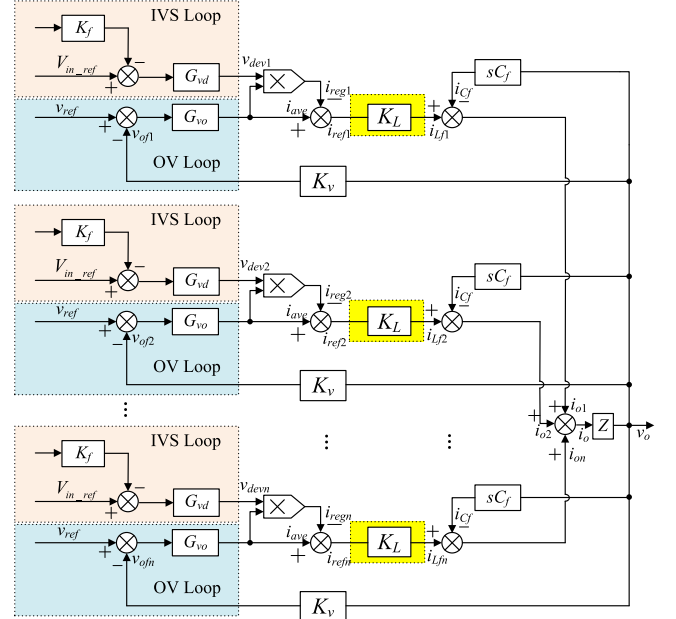 IVS Loop
K_f
V_in_ref
G_vd
v_dev1
×
i_reg1
sC_f
i_Cf
v_ref
v_of1
G_vo
i_ave
i_ref1
K_L
i_Lf1
OV Loop
K_v
IVS Loop
K_f
V_in_ref
G_vd
v_dev2
×
i_reg2
sC_f
i_Cf
v_ref
v_of2
G_vo
i_ave
i_ref2
K_L
i_Lf2
OV Loop
K_v
i_o1
i_o2
i_o
Z
v_o
i_on
IVS Loop
K_f
V_in_ref
G_vd
v_devn
×
i_regn
sC_f
i_Cf
v_ref
v_ofn
G_vo
i_ave
i_refn
K_L
i_Lfn
OV Loop
K_v